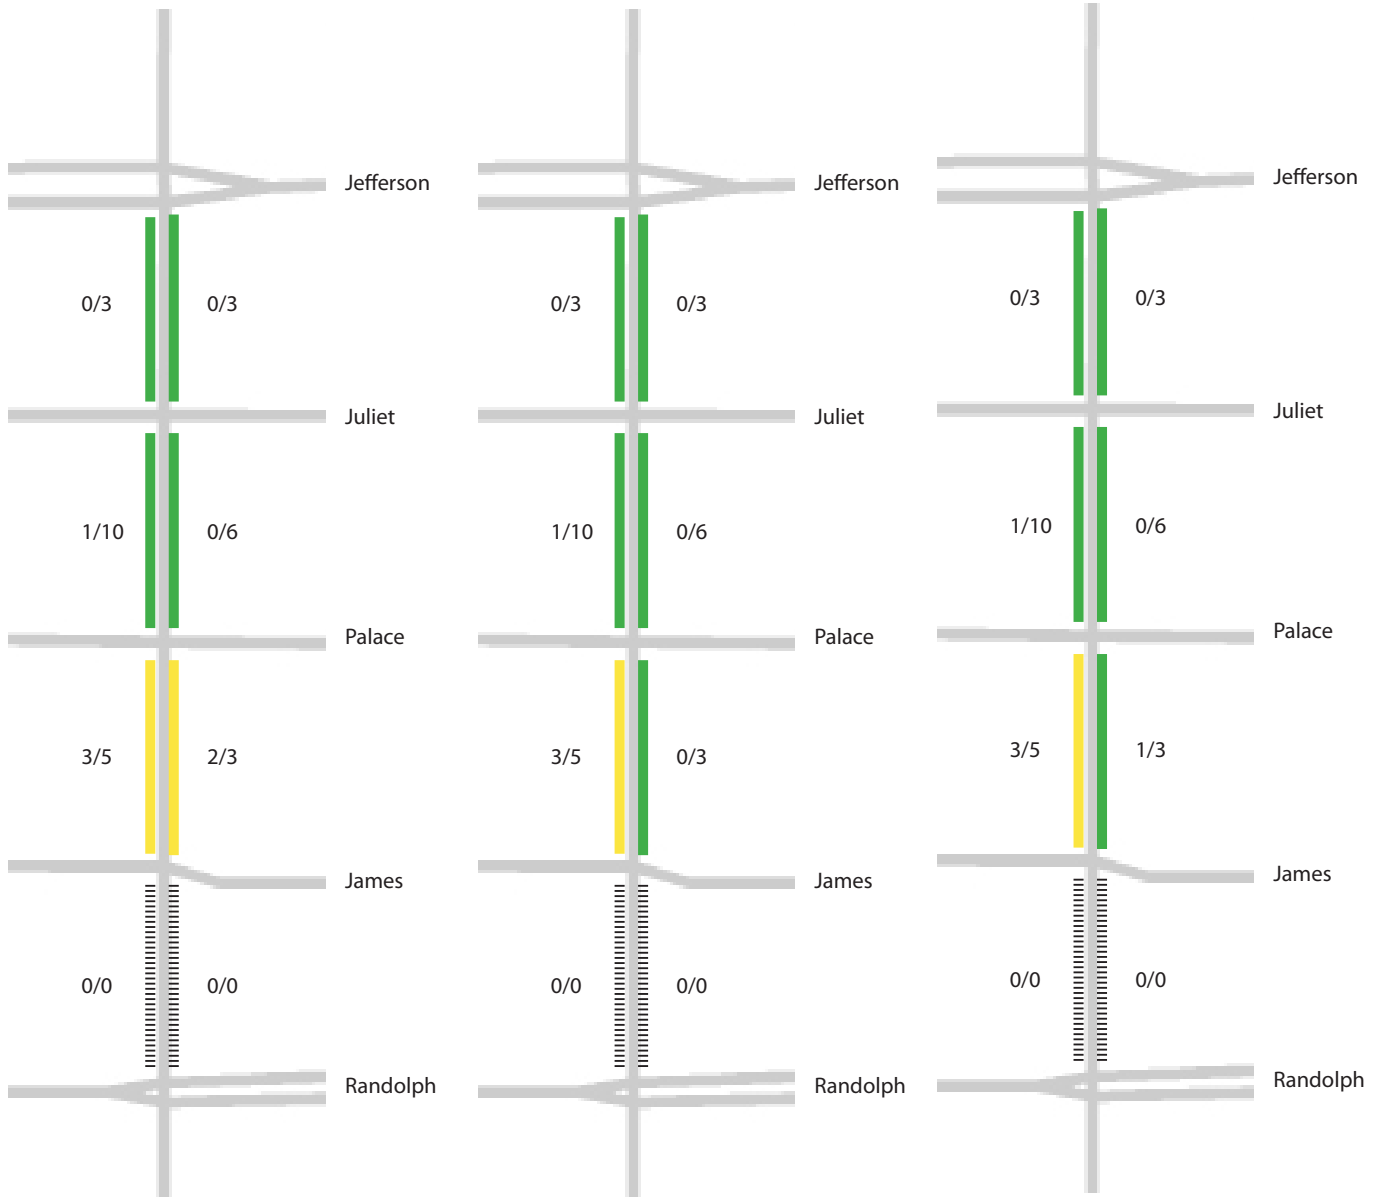 Jefferson
0/3 0/3
Juliet
1/10 0/6
Palace
3/5 2/3
James
0/0 0/0
Randolph
Jefferson
0/3 0/3
Juliet
1/10 0/6
Palace
3/5 0/3
James
0/0 0/0
Randolph
Jefferson
0/3 0/3
Juliet
1/10 0/6
Palace
3/5 1/3
James
0/0 0/0
Randolph